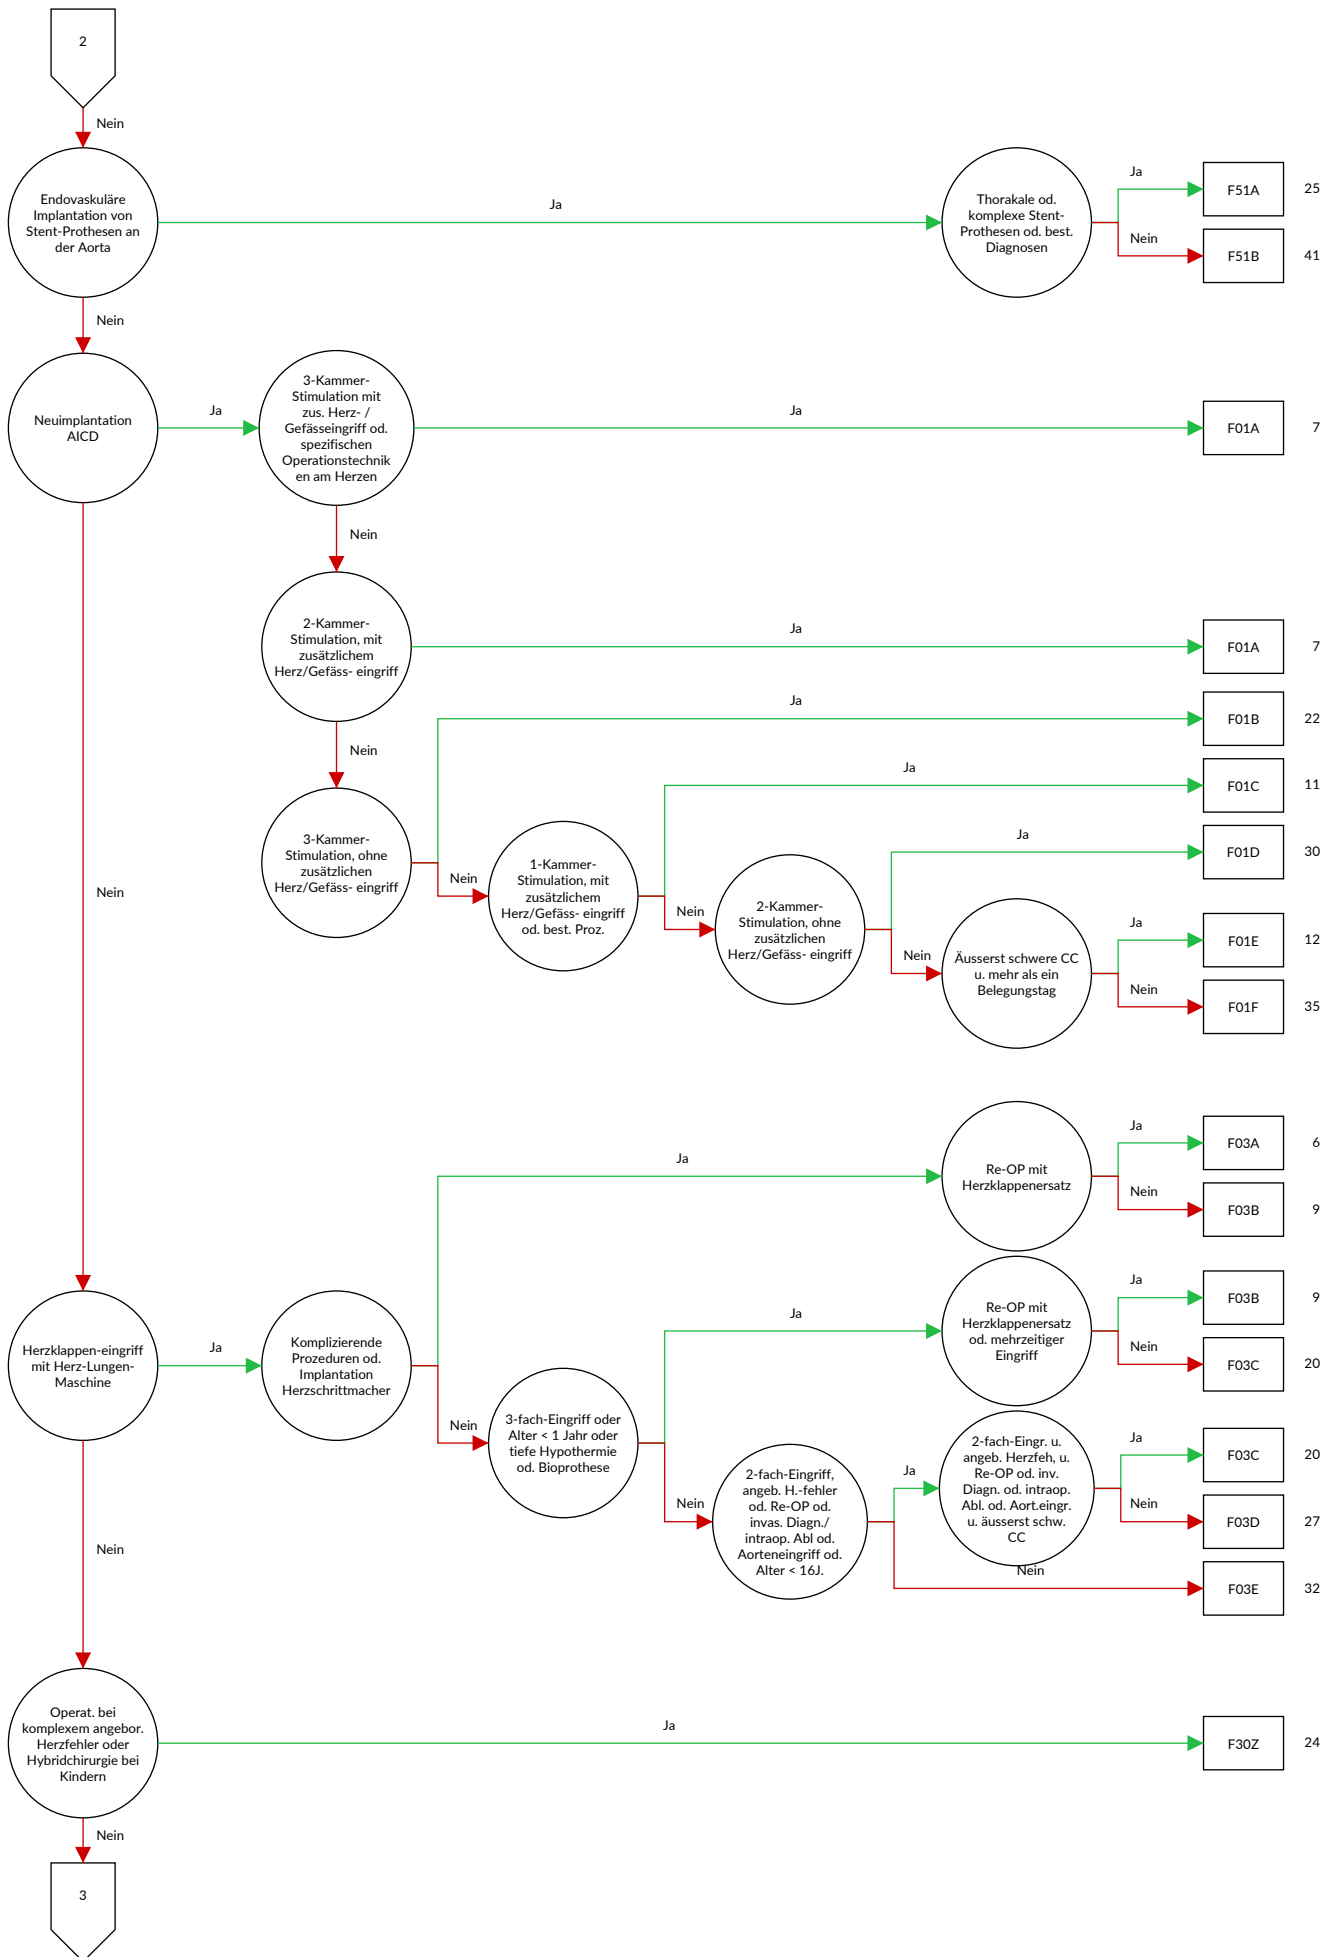 2
Nein
Endovaskuläre
Implantation von
Stent-Prothesen an
der Aorta
Ja
Thorakale od.
komplexe Stent-
Prothesen od. best.
Diagnosen
Ja
F51A
25
Nein
F51B
41
Nein
Neuimplantation
AICD
Ja
3-Kammer-
Stimulation mit
zus. Herz- /
Gefässeingriff od.
spezifischen
Operationstechnik
en am Herzen
Ja
F01A
7
Nein
2-Kammer-
Stimulation, mit
zusätzlichem
Herz/Gefäss- eingriff
Ja
F01A
7
Nein
3-Kammer-
Stimulation, ohne
zusätzlichen
Herz/Gefäss- eingriff
Ja
F01B
22
Nein
1-Kammer-
Stimulation, mit
zusätzlichem
Herz/Gefäss- eingriff
od. best. Proz.
Ja
F01C
11
Nein
2-Kammer-
Stimulation, ohne
zusätzlichen
Herz/Gefäss- eingriff
Ja
F01D
30
Nein
Äusserst schwere CC
u. mehr als ein
Belegungstag
Ja
F01E
12
Nein
F01F
35
Nein
Herzklappen-eingriff
mit Herz-Lungen-
Maschine
Ja
Komplizierende
Prozeduren od.
Implantation
Herzschrittmacher
Ja
Re-OP mit
Herzklappenersatz
Ja
F03A
6
Nein
F03B
9
Nein
3-fach-Eingriff oder
Alter < 1 Jahr oder
tiefe Hypothermie
od. Bioprothese
Ja
Re-OP mit
Herzklappenersatz
od. mehrzeitiger
Eingriff
Ja
F03B
9
Nein
F03C
20
Nein
2-fach-Eingriff,
angeb. H.-fehler
od. Re-OP od.
invas. Diagn./
intraop. Abl od.
Aorteneingriff od.
Alter < 16J.
Ja
2-fach-Eingr. u.
angeb. Herzfeh, u.
Re-OP od. inv.
Diagn. od. intraop.
Abl. od. Aort.eingr.
u. äusserst schw.
CC
Ja
F03C
20
Nein
F03D
27
Nein
F03E
32
Nein
Operat. bei
komplexem angebor.
Herzfehler oder
Hybridchirurgie bei
Kindern
Ja
F30Z
24
Nein
3